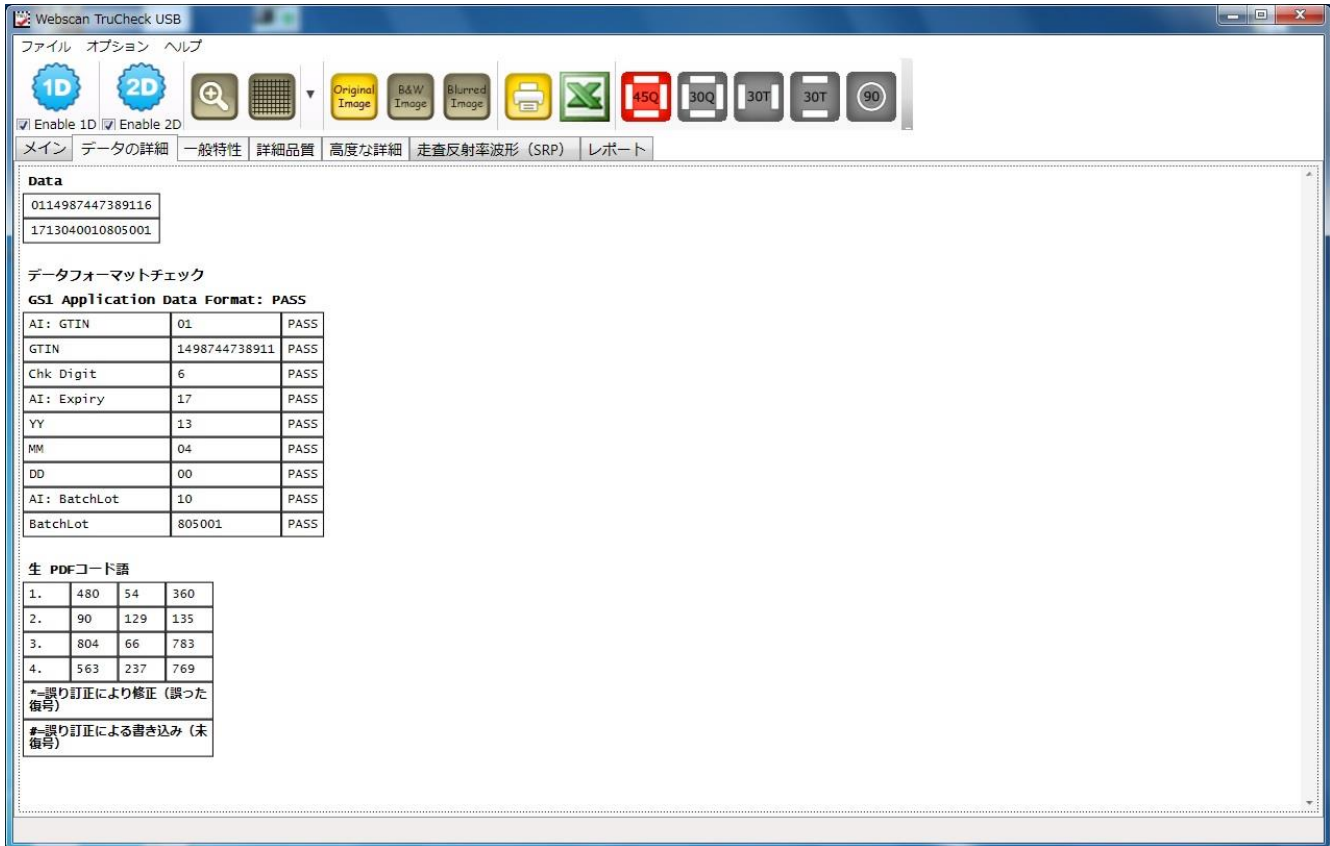 Webscan TruCheck USB
ファイル オプション ヘルプ
1D 2D Original Image B&W Image Blurred Image 45Q 30Q 30T 30T 90
Enable 1D Enable 2D
メイン データの詳細 一般特性 詳細品質 高度な詳細 走査反射率波形（SRP） レポート
Data
0114987447389116
1713040010805001
データフォーマットチェック
GS1 Application Data Format: PASS
AI: GTIN 01 PASS
GTIN 1498744738911 PASS
Chk Digit 6 PASS
AI: Expiry 17 PASS
YY 13 PASS
MM 04 PASS
DD 00 PASS
AI: BatchLot 10 PASS
BatchLot 805001 PASS
生 PDFコード語
1. 480 54 360
2. 90 129 135
3. 804 66 783
4. 563 237 769
*=誤り訂正により修正（誤った
復号）
#=誤り訂正による書き込み（未
復号）